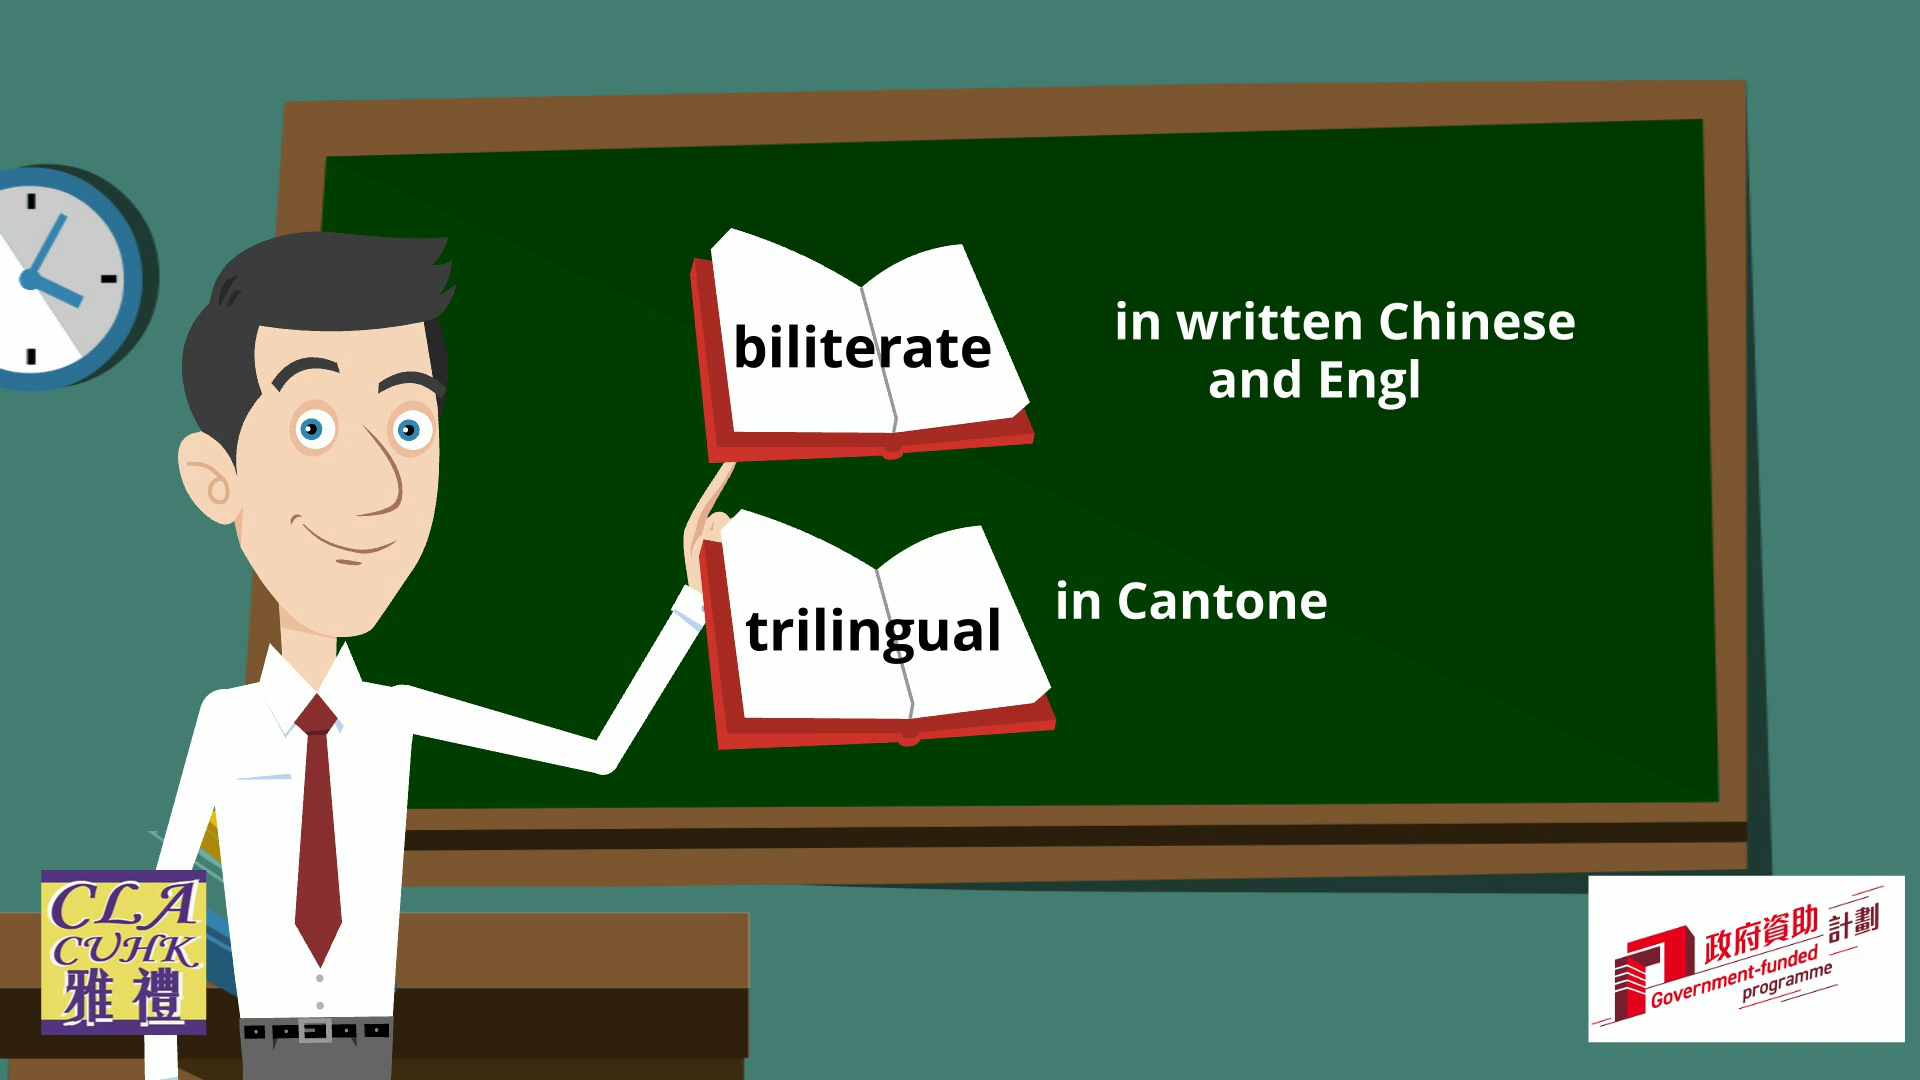 biliterate
in written Chinese
and Engl
trilingual
in Cantone
CLA
CUHK
雅禮
政府資助計劃
Government-funded
programme